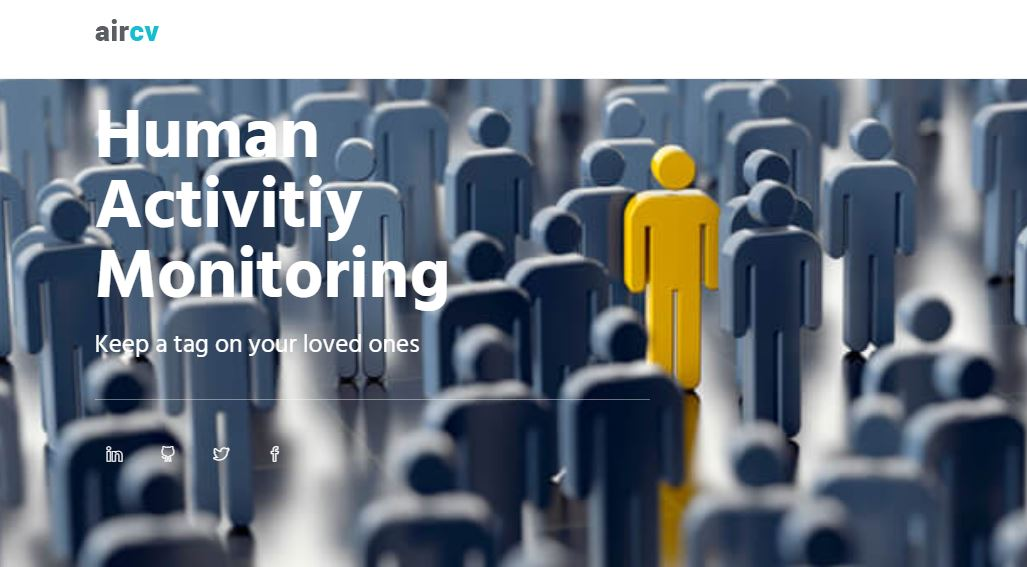 aircv
Human
Activitiy
Monitoring
Keep a tag on your loved ones